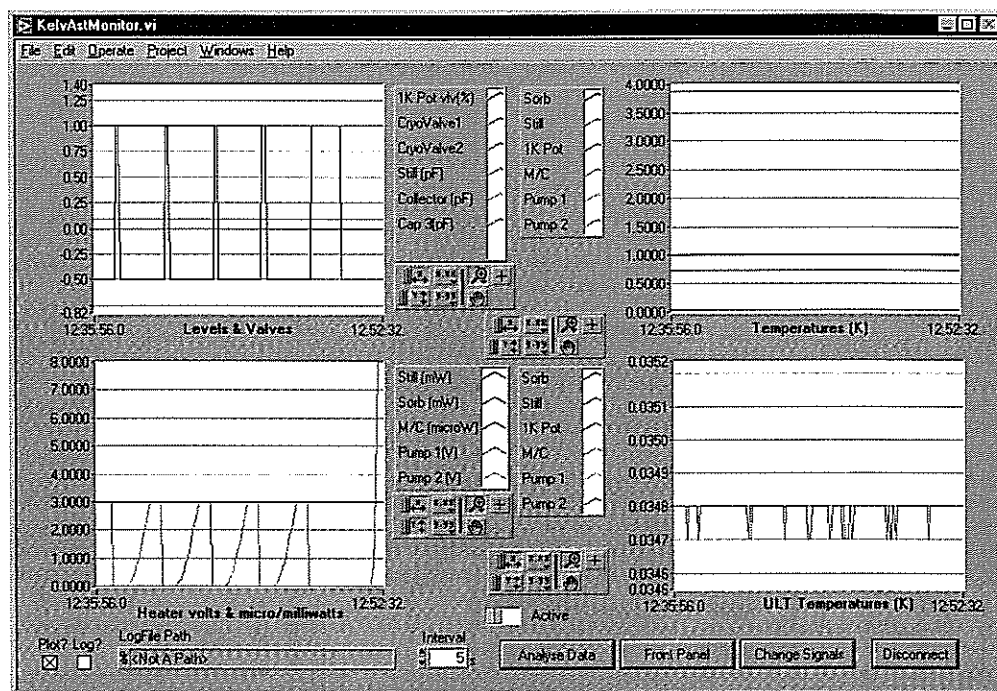 KelvAstMonitor.vi
File Edit Operate Project Windows Help
1.40
1.25
1.00
0.75
0.50
0.25
0.00
-0.25
-0.50
-0.82
12:35:56.0 Levels & Valves 12:52:32.
1K Pot vlv(%)
CryoValve1
CryoValve2
Still (pF)
Collector (pF)
Cap 3(pF)
Sorb
Still
1K Pot
M/C
Pump 1
Pump 2
4.0000
3.5000
3.0000
2.5000
2.0000
1.5000
1.0000
0.5000
0.0000
12:35:56.0 Temperatures (K) 12:52:32.
8.0000
7.0000
6.0000
5.0000
4.0000
3.0000
2.0000
1.0000
0.0000
12:35:56.0 Heater volts & micro/milliwatts 12:52:32.
Still (mW)
Sorb (mW)
M/C (microW)
Pump 1(V)
Pump 2 (V)
Sorb
Still
1K Pot
M/C
Pump 1
Pump 2
0.0352
0.0351
0.0350
0.0349
0.0348
0.0347
0.0345
0.0345
12:35:56.0 ULT Temperatures (K) 12:52:32.
Active
Plot? Log? LogFile Path
%<Not A Path>
Interval
5 s
Analyse Data Front Panel Change Signals Disconnect